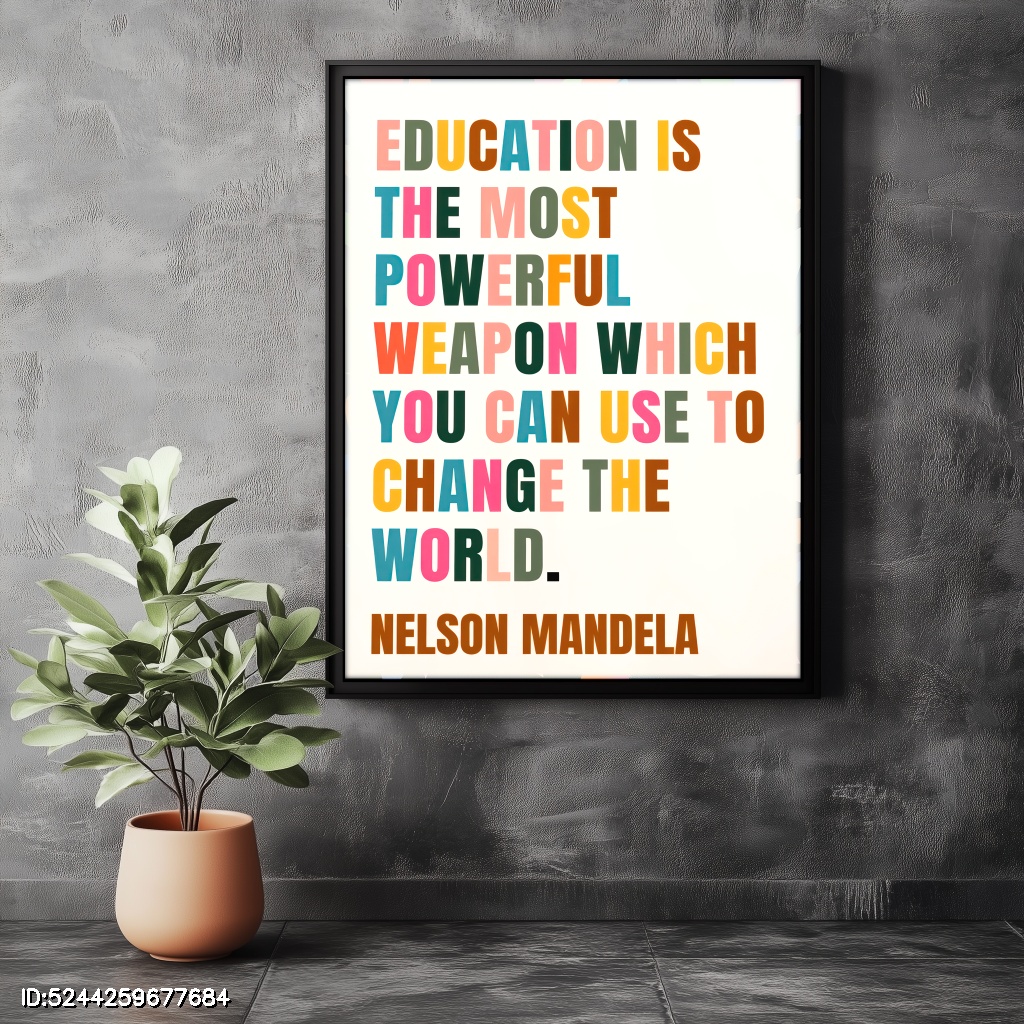 EDUCATION IS
THE MOST
POWERFUL
WEAPON WHICH
YOU CAN USE TO
CHANGE THE
WORLD.
NELSON MANDELA
ID:5244259677684